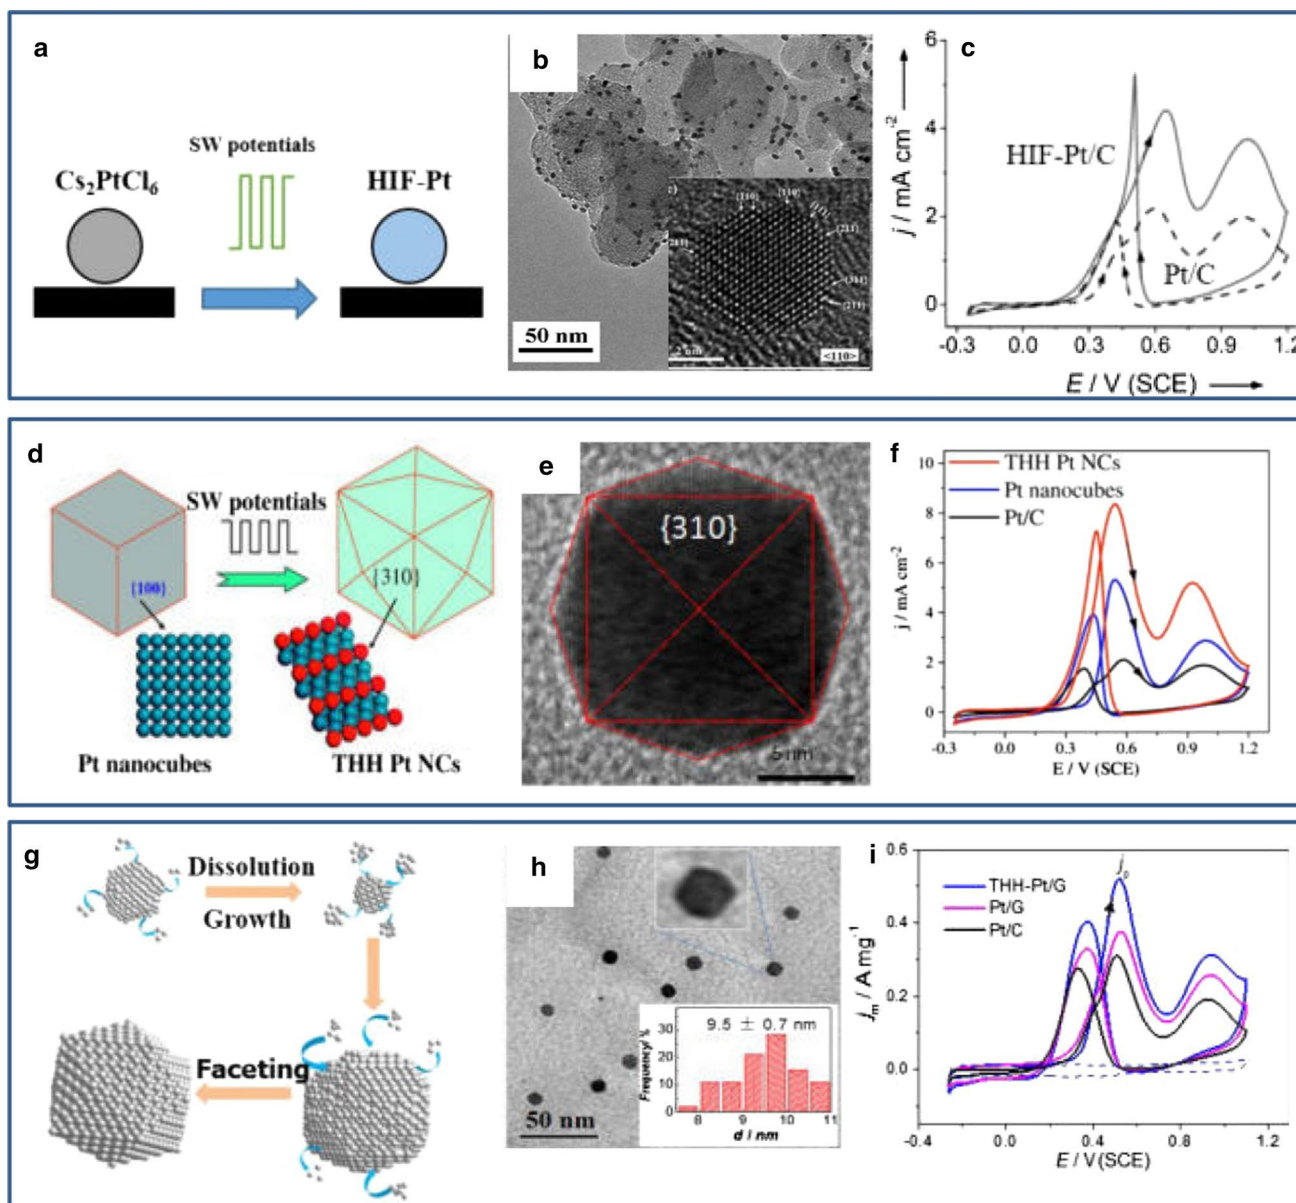 a
SW potentials
Cs₂PtCl₆
HIF-Pt
b
50 nm
2 nm
<110>
c
j / mA cm⁻²
6
4
2
0
HIF-Pt/C
Pt/C
-0.3 0.0 0.3 0.6 0.9 1.2
E / V (SCE)
d
SW potentials
{100}
{310}
Pt nanocubes
THH Pt NCs
e
{310}
5 nm
f
j / mA cm⁻²
10
8
6
4
2
0
THH Pt NCs
Pt nanocubes
Pt/C
-0.3 0.0 0.3 0.6 0.9 1.2
E / V (SCE)
g
Dissolution
Growth
Faceting
h
50 nm
9.5 ± 0.7 nm
Frequency/ %
30
20
10
0
8 9 10 11
d / nm
i
jₘ / A mg⁻¹
0.6
0.4
0.2
0.0
THH-Pt/G
Pt/G
Pt/C
-0.4 0.0 0.4 0.8 1.2
E / V(SCE)